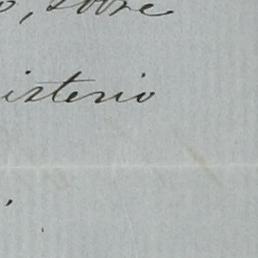 o, sobre
isterio
,